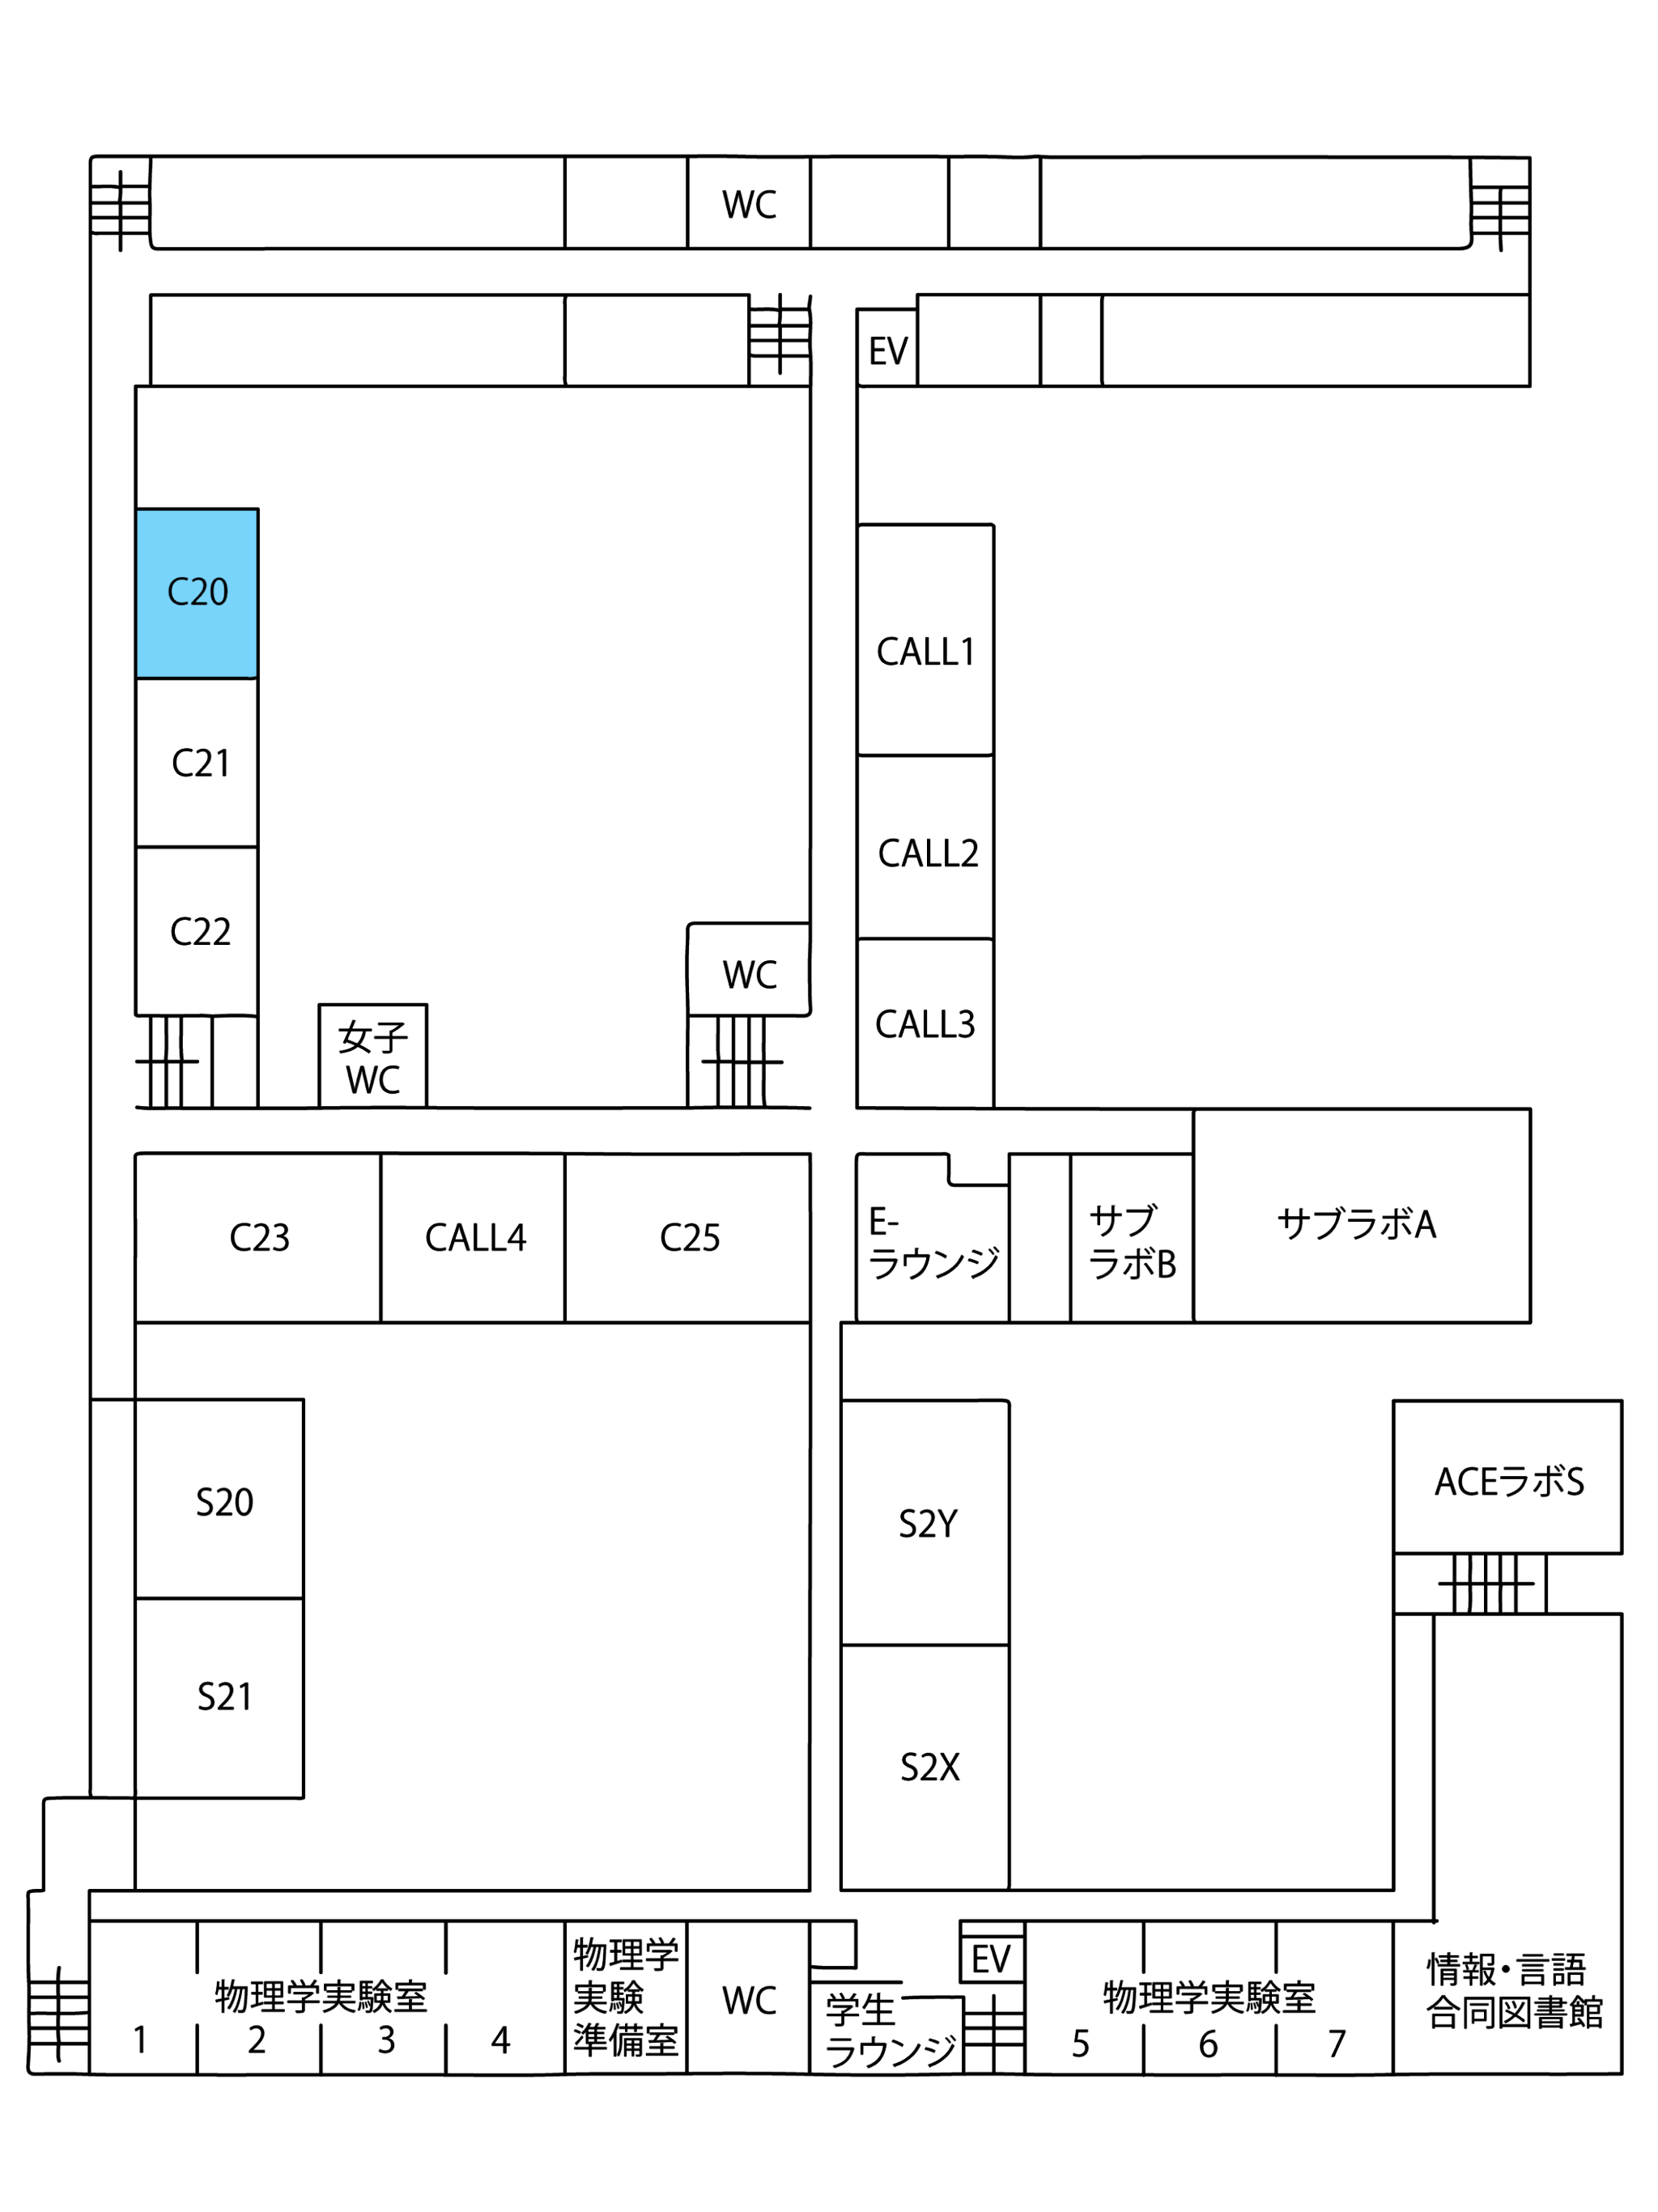 WC
EV
C20
CALL1
C21
CALL2
C22
WC
CALL3
女子
WC
C23
CALL4
C25
E-
ラウンジ
サブ
ラボB
サブラボA
S20
S2Y
ACEラボS
S21
S2X
物理学実験室
1
2
3
4
物理学
実験
準備室
WC
学生
ラウンジ
EV
物理学実験室
5
6
7
情報・言語
合同図書館